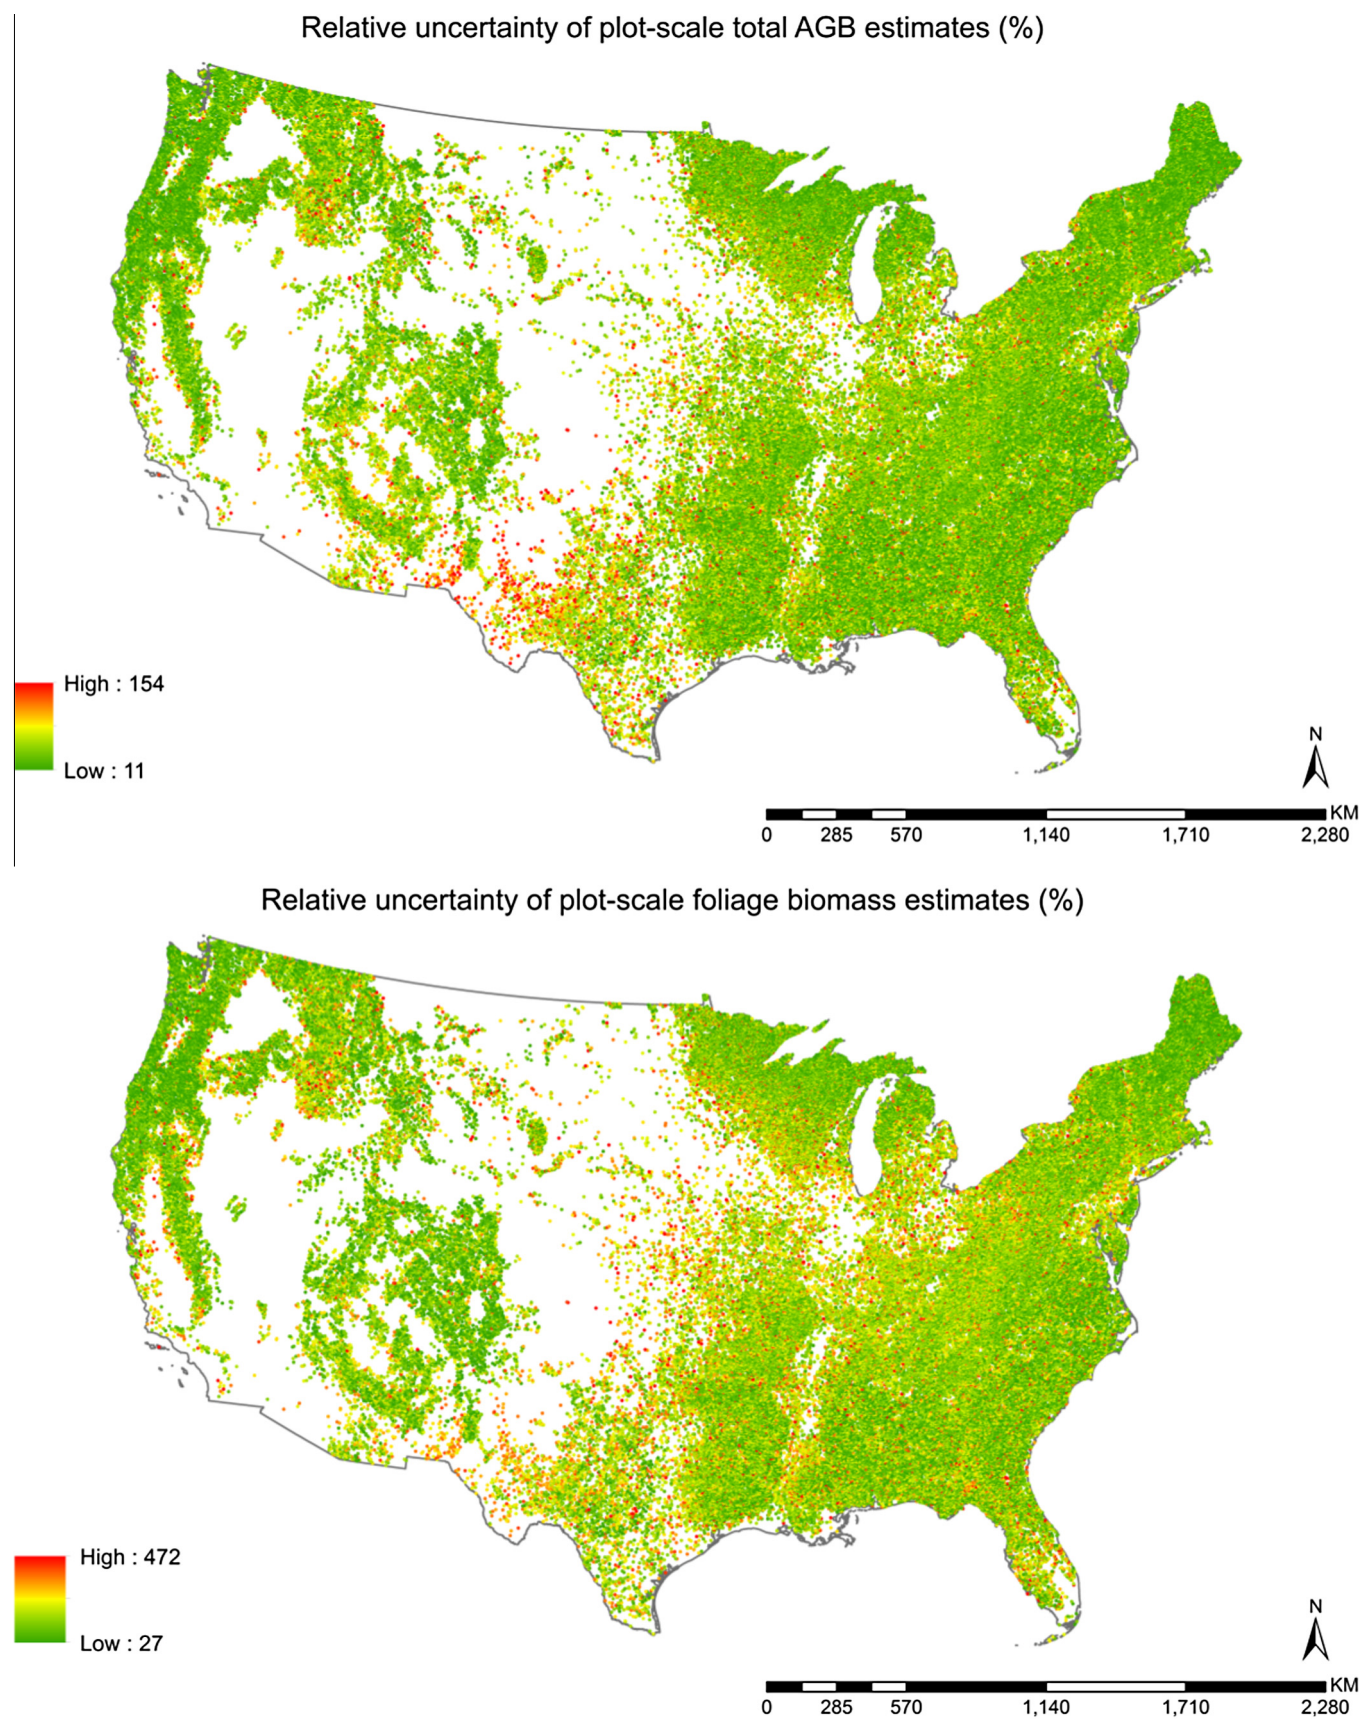 Relative uncertainty of plot-scale total AGB estimates (%)
High : 154
Low : 11
N
KM
0 285 570 1,140 1,710 2,280
Relative uncertainty of plot-scale foliage biomass estimates (%)
High : 472
Low : 27
N
KM
0 285 570 1,140 1,710 2,280